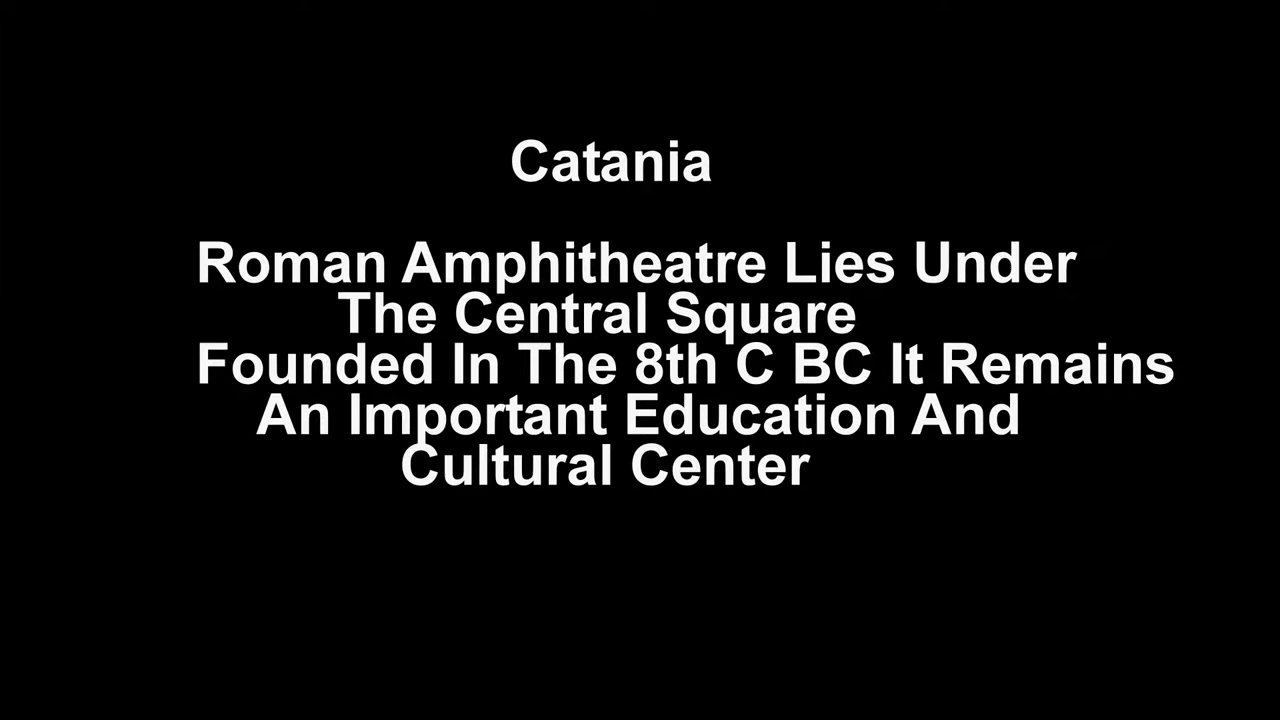 Catania
Roman Amphitheatre Lies Under
The Central Square
Founded In The 8th C BC It Remains
An Important Education And
Cultural Center